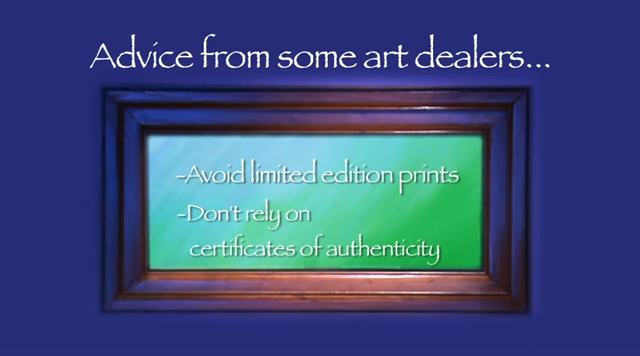 Advice from some art dealers...
-Avoid limited edition prints
-Don't rely on
certificates of authenticity